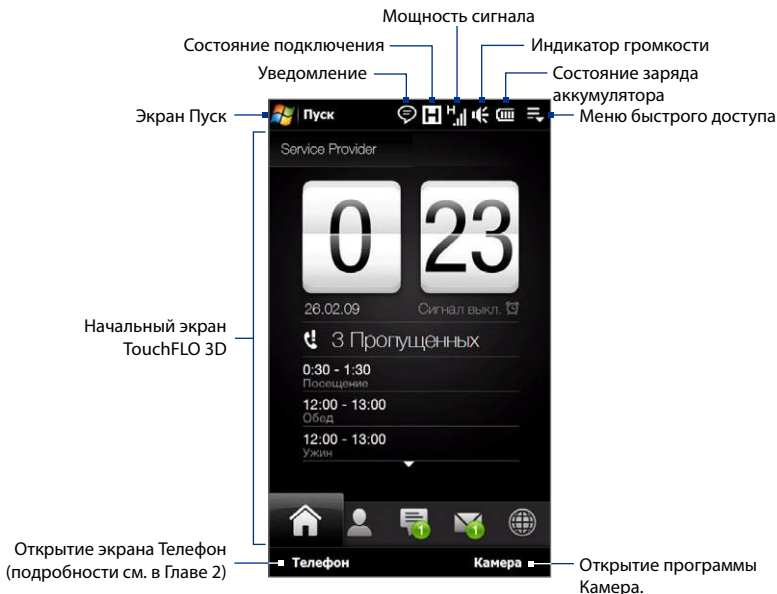 Мощность сигнала
Состояние подключения
Индикатор громкости
Уведомление
Состояние заряда
аккумулятора
Экран Пуск
Меню быстрого доступа
Пуск
H
H
Service Provider
0 23
26.02.09
Сигнал выкл.
3 Пропущенных
0:30 - 1:30
Посещение
12:00 - 13:00
Обед
12:00 - 13:00
Ужин
Начальный экран
TouchFLO 3D
1 1
Телефон Камера
Открытие экрана Телефон
(подробности см. в Главе 2)
Открытие программы
Камера.